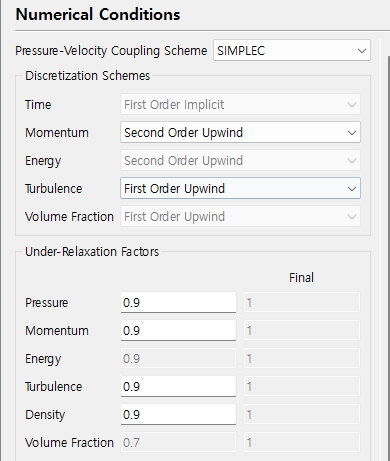 Numerical Conditions
Pressure-Velocity Coupling Scheme SIMPLEC
Discretization Schemes
Time First Order Implicit
Momentum Second Order Upwind
Energy Second Order Upwind
Turbulence First Order Upwind
Volume Fraction First Order Upwind
Under-Relaxation Factors
Final
Pressure 0.9 1
Momentum 0.9 1
Energy 0.9 1
Turbulence 0.9 1
Density 0.9 1
Volume Fraction 0.7 1